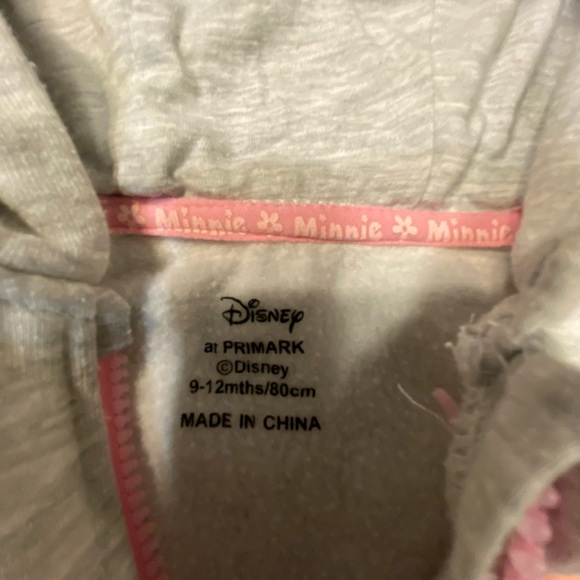 Minnie Minnie Minnie
Disney
at PRIMARK
©Disney
9-12mths/80cm
MADE IN CHINA